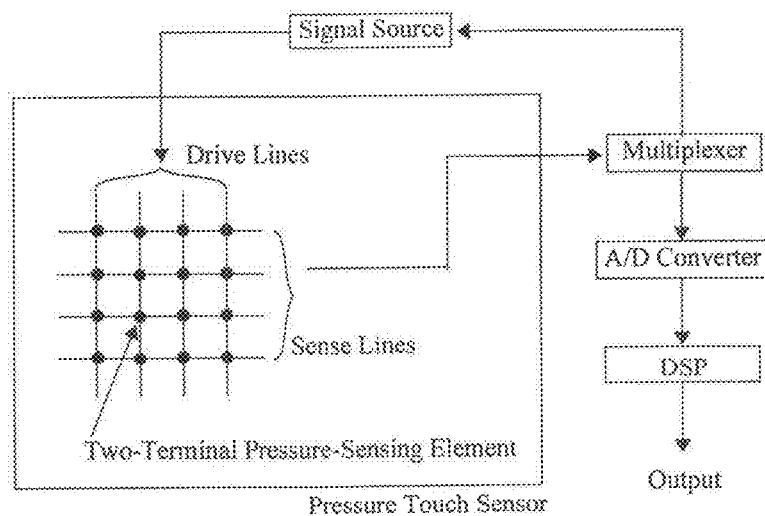 Signal Source
Drive Lines
Multiplexer
A/D Converter
Sense Lines
DSP
Two-Terminal Pressure-Sensing Element
Output
Pressure Touch Sensor